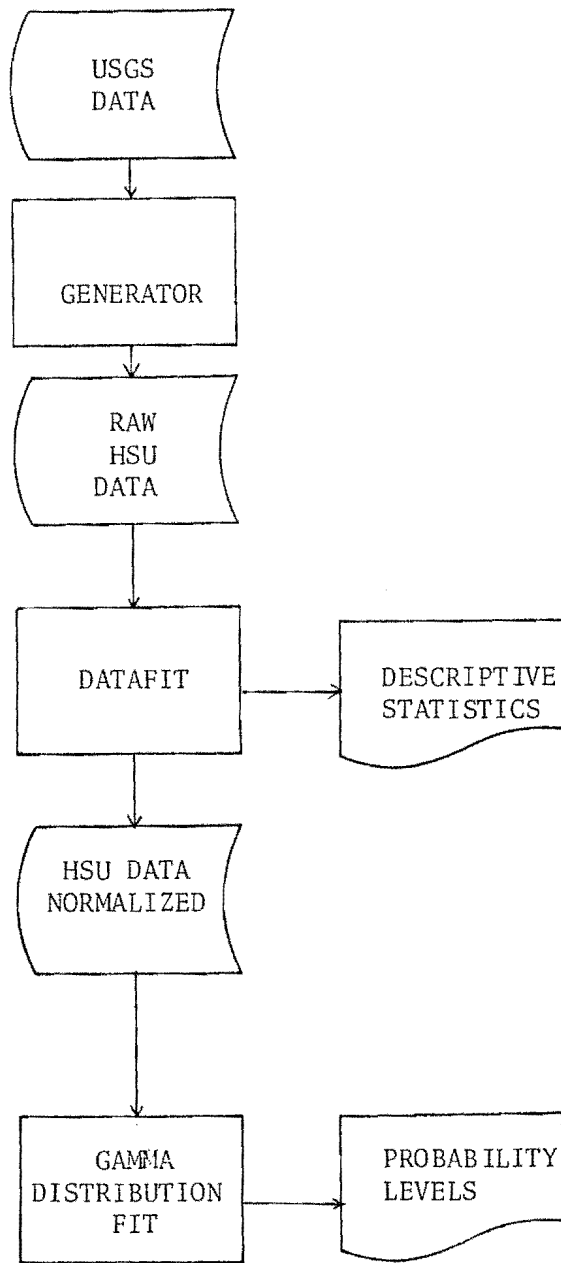 USGS
DATA
GENERATOR
RAW
HSU
DATA
DATAFIT
DESCRIPTIVE
STATISTICS
HSU DATA
NORMALIZED
GAMMA
DISTRIBUTION
FIT
PROBABILITY
LEVELS